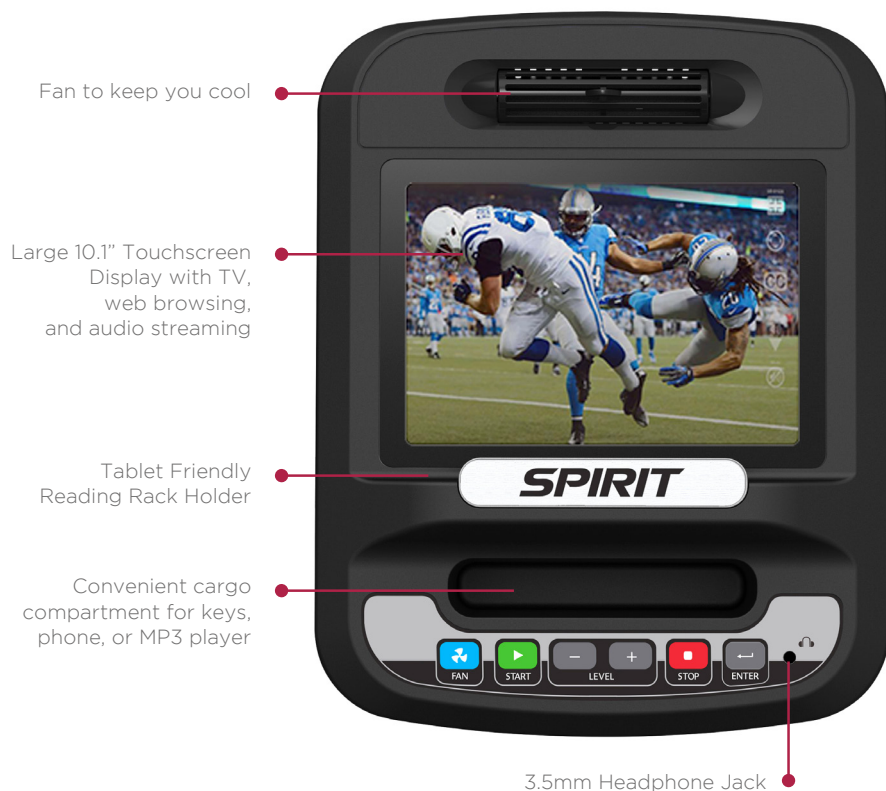 Fan to keep you cool
Large 10.1” Touchscreen
Display with TV,
web browsing,
and audio streaming
CC
Tablet Friendly
Reading Rack Holder
SPIRIT
Convenient cargo
compartment for keys,
phone, or MP3 player
FAN
START
− +
LEVEL
STOP
ENTER
3.5mm Headphone Jack